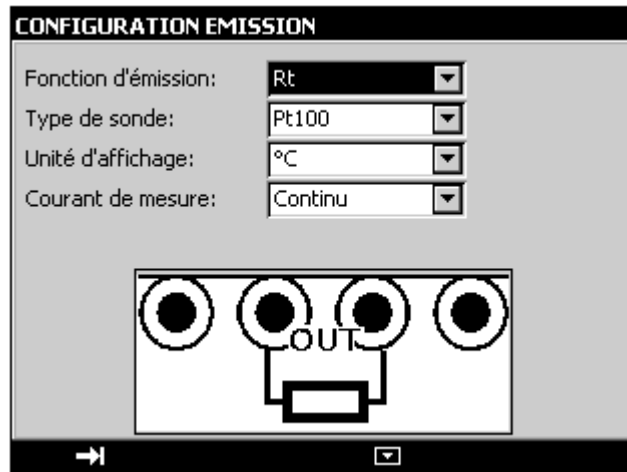 CONFIGURATION EMISSION
Fonction d'émission: Rt
Type de sonde: Pt100
Unité d'affichage: °C
Courant de mesure: Continu
OUT